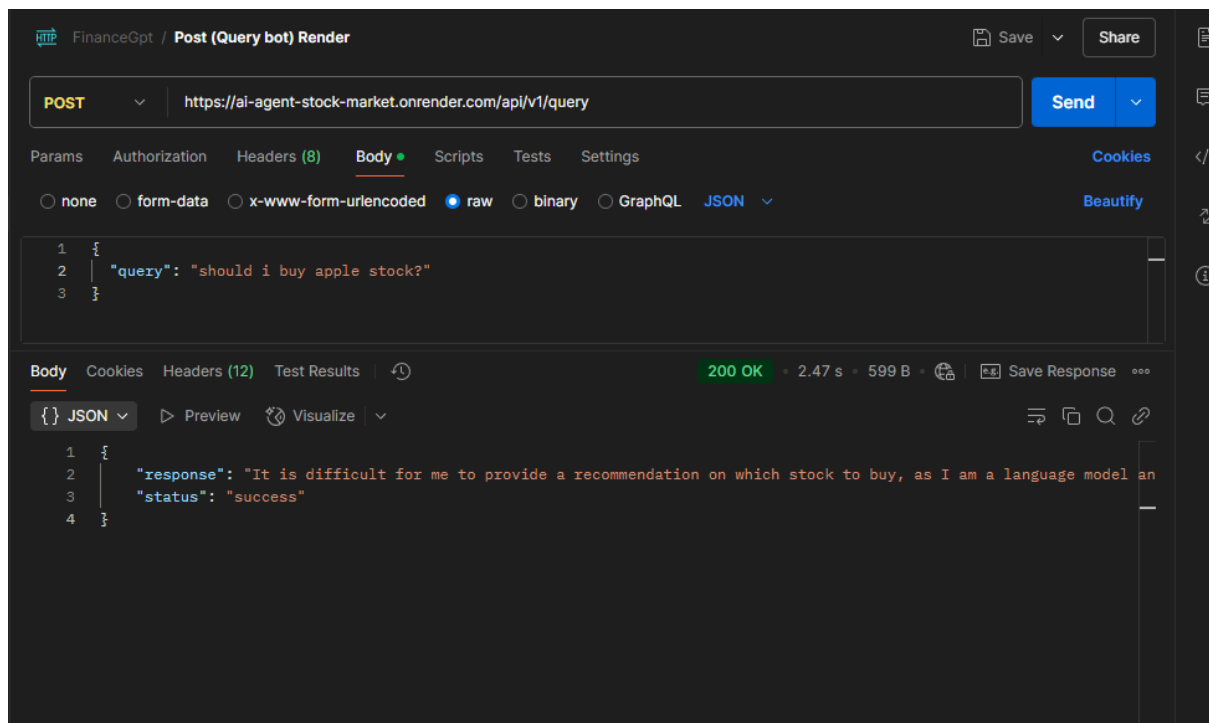 HTTP FinanceGpt / Post (Query bot) Render Save Share
POST https://ai-agent-stock-market.onrender.com/api/v1/query Send
Params Authorization Headers (8) Body Scripts Tests Settings Cookies
none form-data x-www-form-urlencoded raw binary GraphQL JSON Beautify
1 {
2 "query": "should i buy apple stock?"
3 }
Body Cookies Headers (12) Test Results 200 OK 2.47 s 599 B e.g. Save Response
{} JSON Preview Visualize
1 {
2 "response": "It is difficult for me to provide a recommendation on which stock to buy, as I am a language model an
3 "status": "success"
4 }